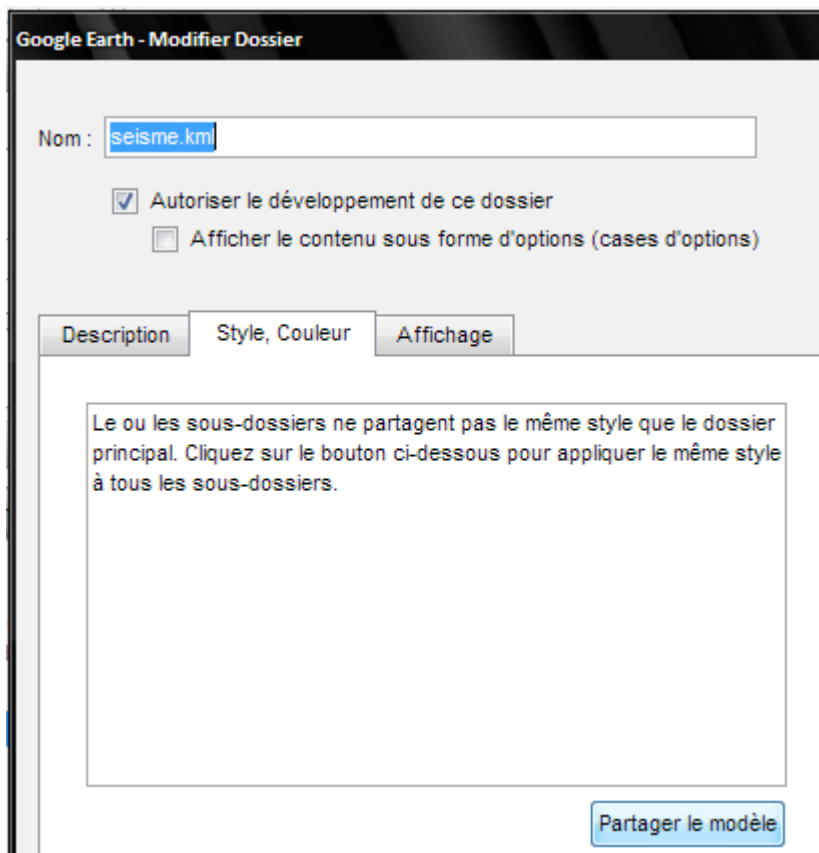 Google Earth - Modifier Dossier
Nom : seisme.kml
Autoriser le développement de ce dossier
Afficher le contenu sous forme d'options (cases d'options)
Description Style, Couleur Affichage
Le ou les sous-dossiers ne partagent pas le même style que le dossier
principal. Cliquez sur le bouton ci-dessous pour appliquer le même style
à tous les sous-dossiers.
Partager le modèle